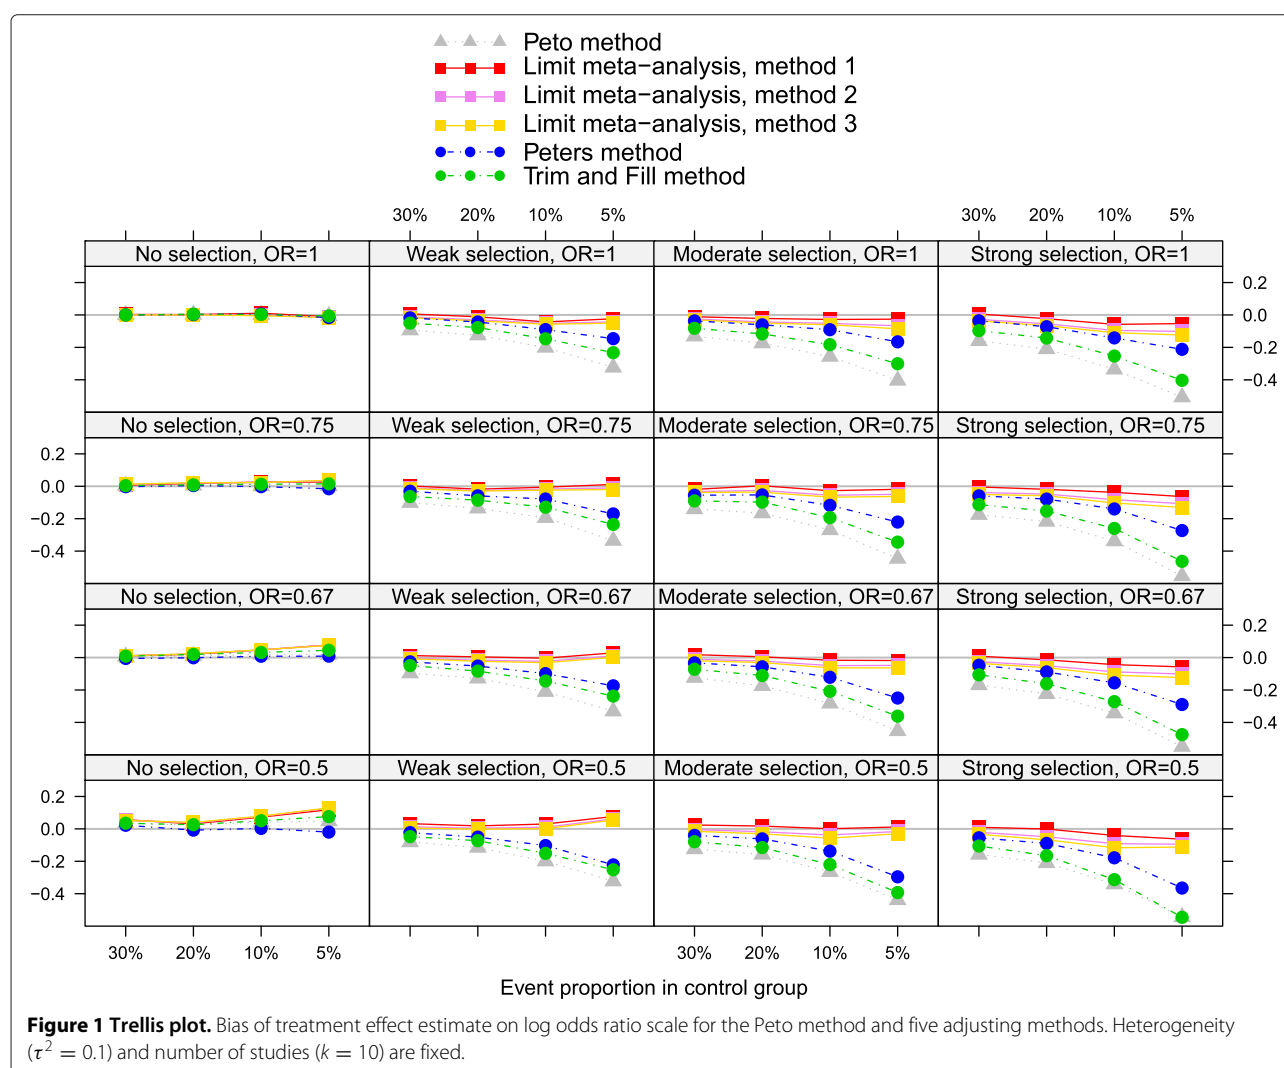 Peto method
Limit meta−analysis, method 1
Limit meta−analysis, method 2
Limit meta−analysis, method 3
Peters method
Trim and Fill method
30% 20% 10% 5% 30% 20% 10% 5%
No selection, OR=1 Weak selection, OR=1 Moderate selection, OR=1 Strong selection, OR=1
0.2
0.0
−0.2
−0.4
No selection, OR=0.75 Weak selection, OR=0.75 Moderate selection, OR=0.75 Strong selection, OR=0.75
0.2
0.0
−0.2
−0.4
No selection, OR=0.67 Weak selection, OR=0.67 Moderate selection, OR=0.67 Strong selection, OR=0.67
0.2
0.0
−0.2
−0.4
No selection, OR=0.5 Weak selection, OR=0.5 Moderate selection, OR=0.5 Strong selection, OR=0.5
0.2
0.0
−0.2
−0.4
30% 20% 10% 5% 30% 20% 10% 5%
Event proportion in control group
Figure 1 Trellis plot. Bias of treatment effect estimate on log odds ratio scale for the Peto method and five adjusting methods. Heterogeneity
(τ² = 0.1) and number of studies (k = 10) are fixed.